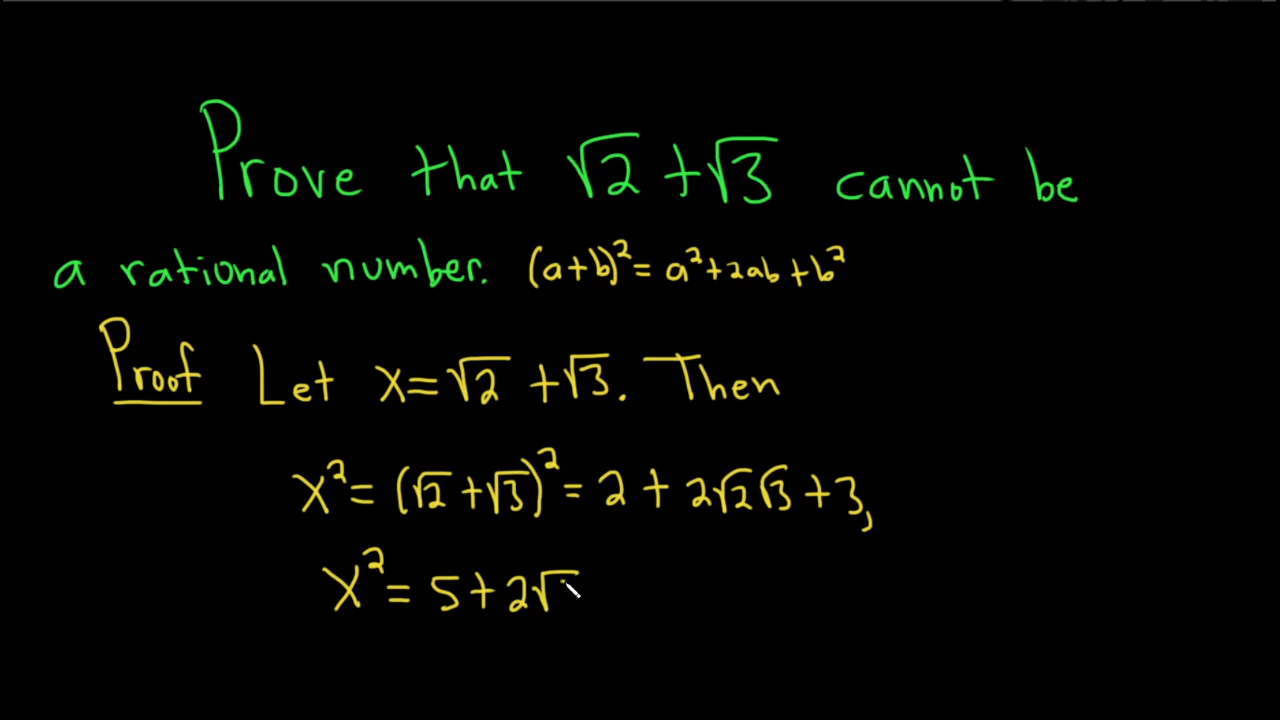 Prove that √2 + √3 cannot be
a rational number. (a+b)² = a² + 2ab + b²
Proof Let x = √2 + √3. Then
x² = (√2 + √3)² = 2 + 2√2√3 + 3,
x² = 5 + 2√